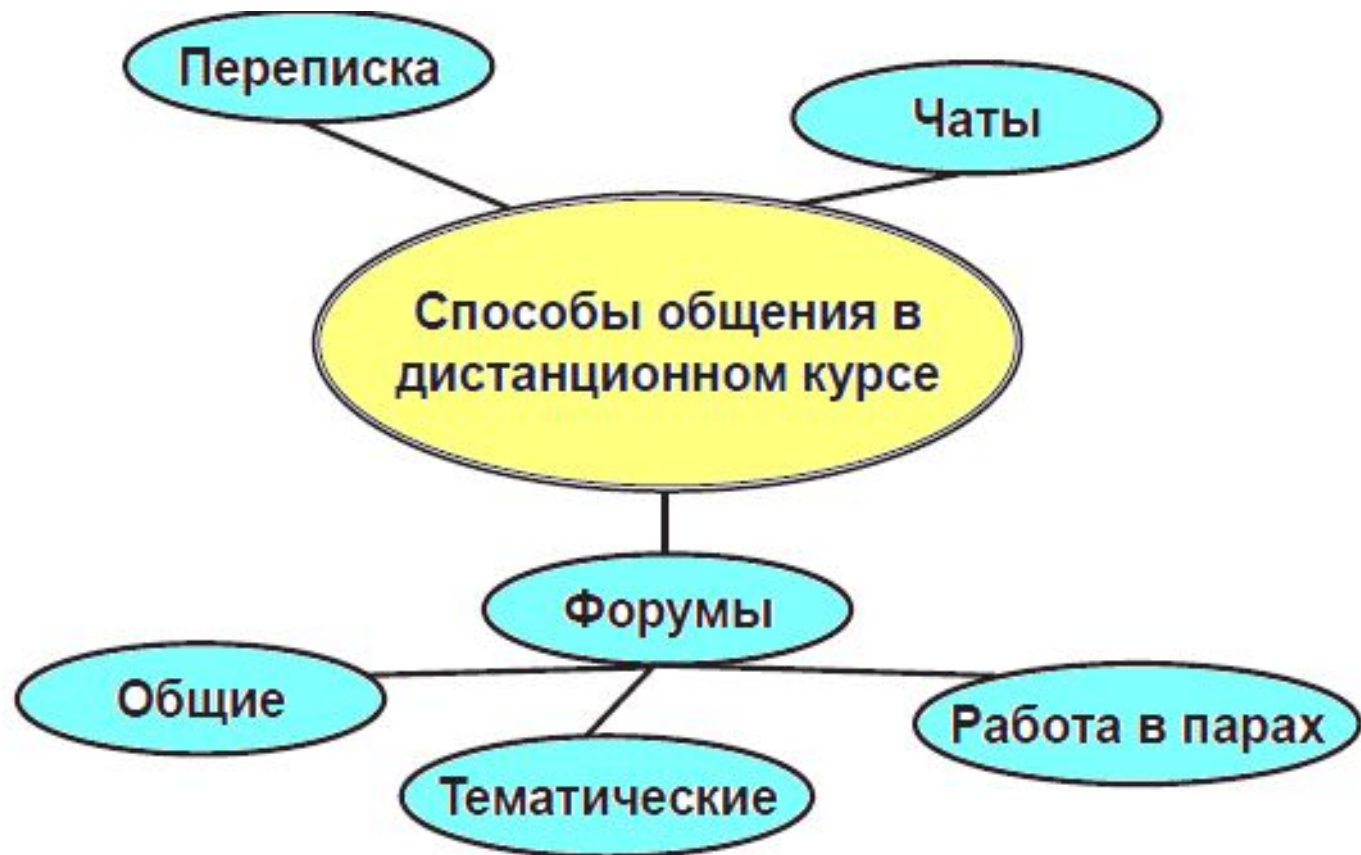 Переписка
Чаты
Способы общения в
дистанционном курсе
Форумы
Общие
Работа в парах
Тематические